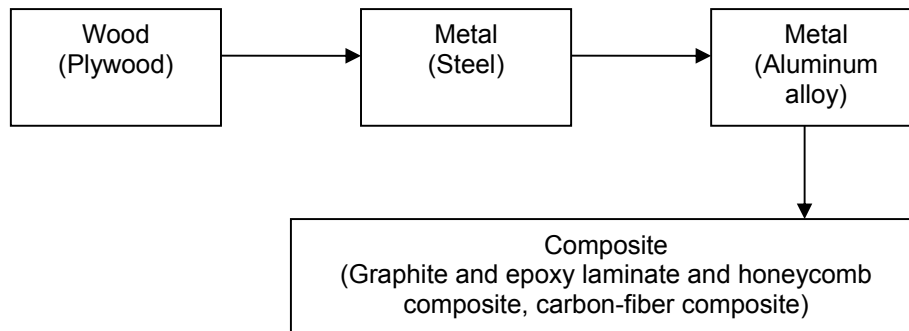 Wood
(Plywood)
Metal
(Steel)
Metal
(Aluminum
alloy)
Composite
(Graphite and epoxy laminate and honeycomb
composite, carbon-fiber composite)